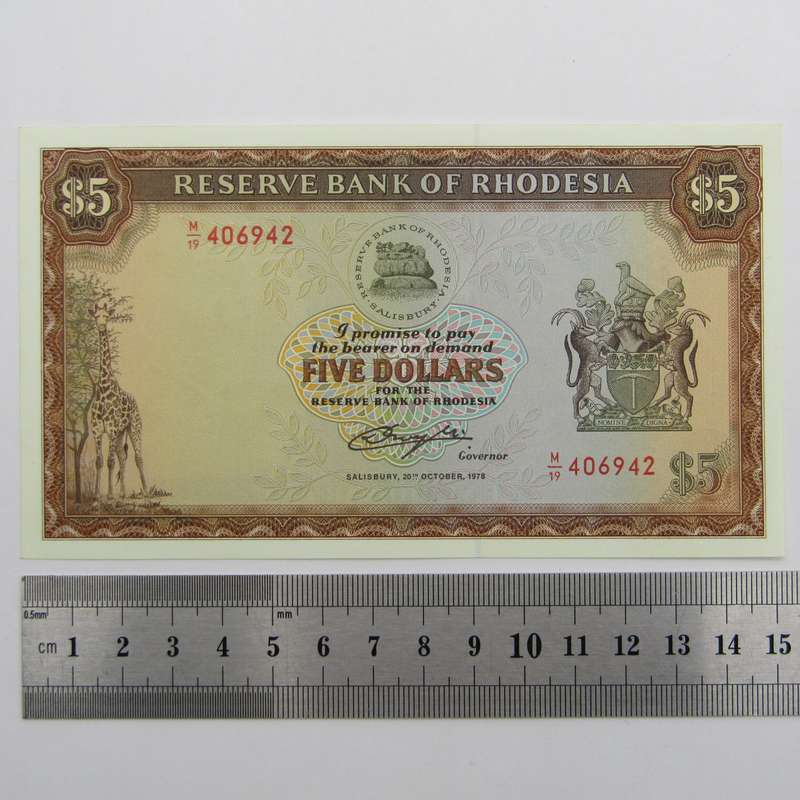 $5 RESERVE BANK OF RHODESIA $5
M/19 406942
RESERVE BANK OF RHODESIA
SALISBURY
I promise to pay
the bearer on demand
FIVE DOLLARS
FOR THE
RESERVE BANK OF RHODESIA
Governor
SALISBURY, 20TH OCTOBER, 1978
NOMINE DIGNA
M/19 406942 $5
0.5mm mm
cm 1 2 3 4 5 6 7 8 9 10 11 12 13 14 15